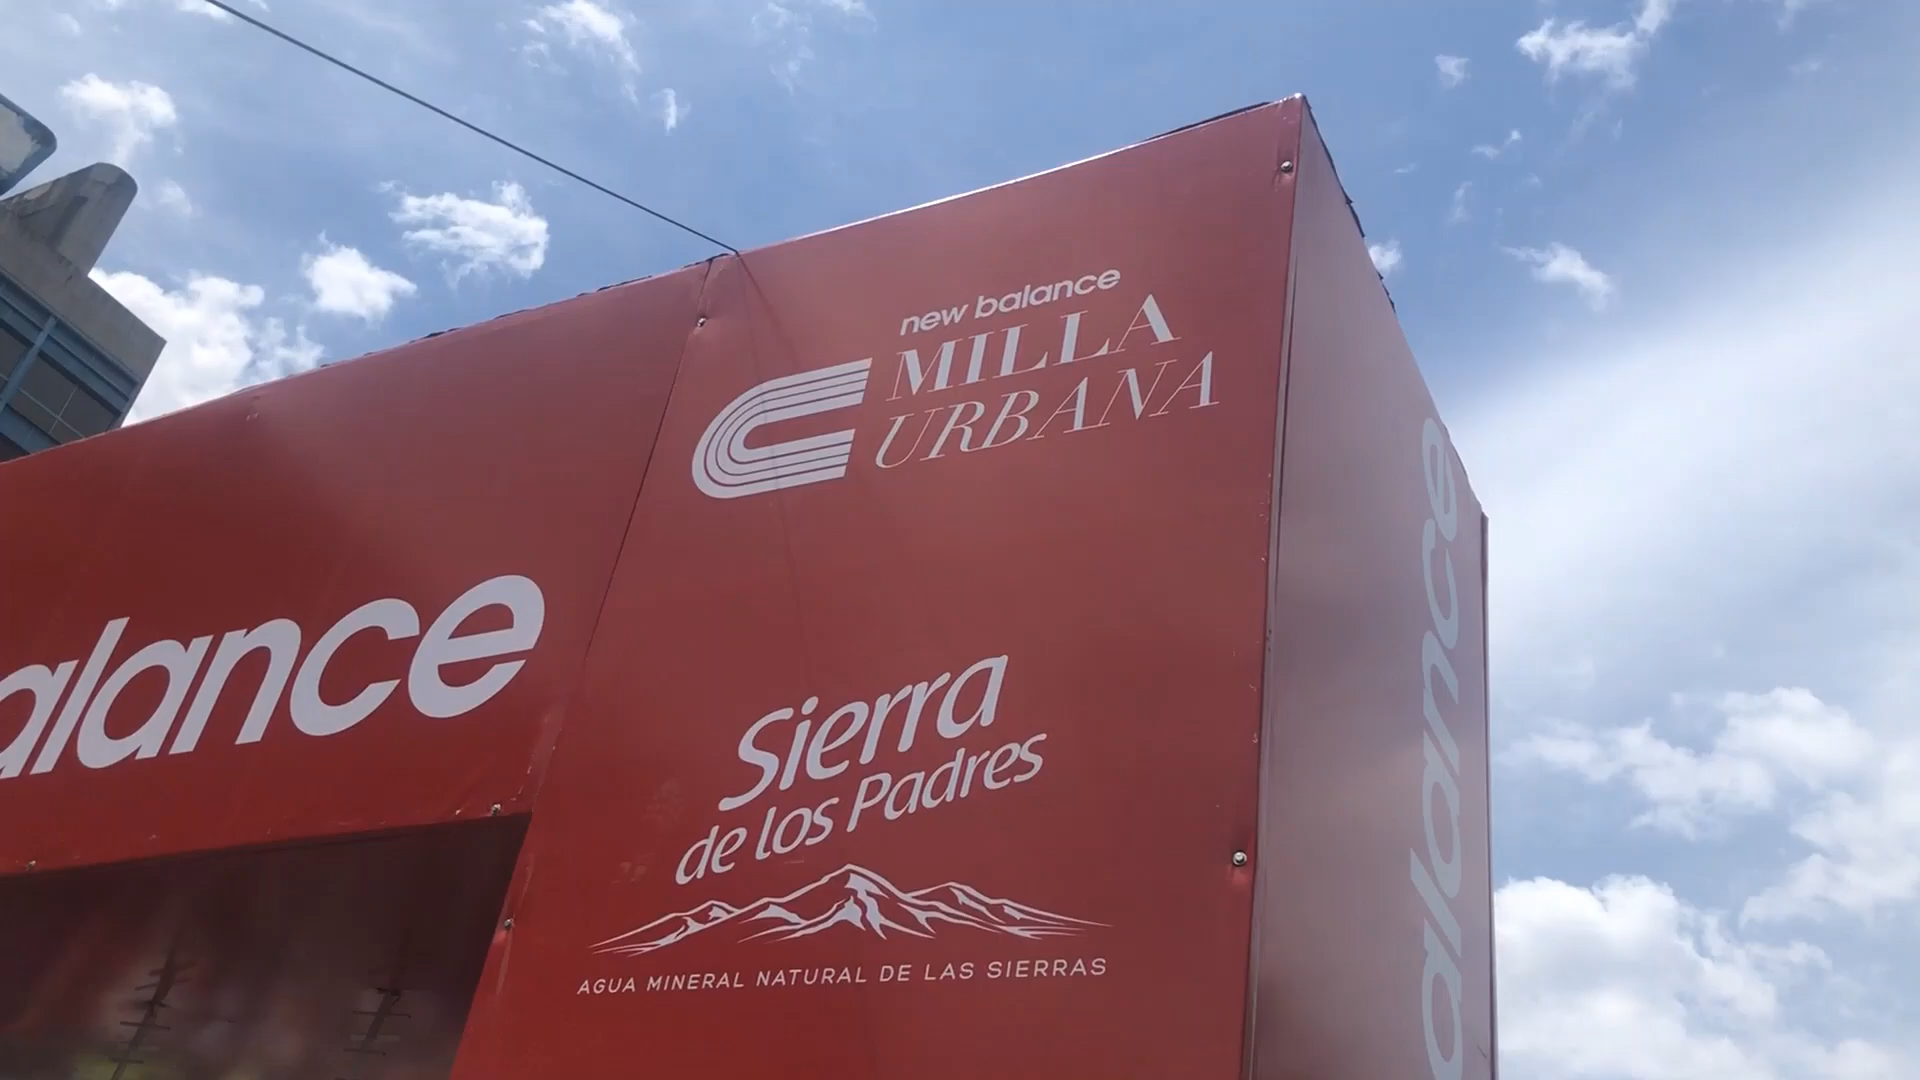 new balance
MILLA
URBANA
alance
Sierra
de los Padres
AGUA MINERAL NATURAL DE LAS SIERRAS
alance